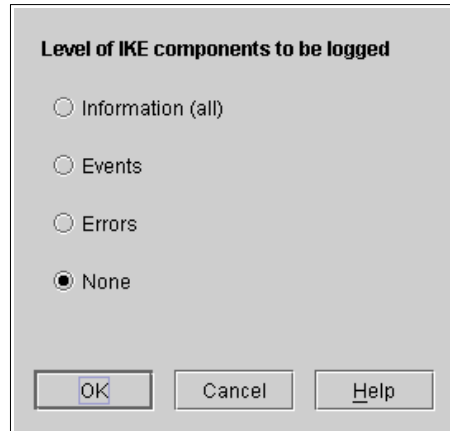 Level of IKE components to be logged
Information (all)
Events
Errors
None
OK Cancel Help